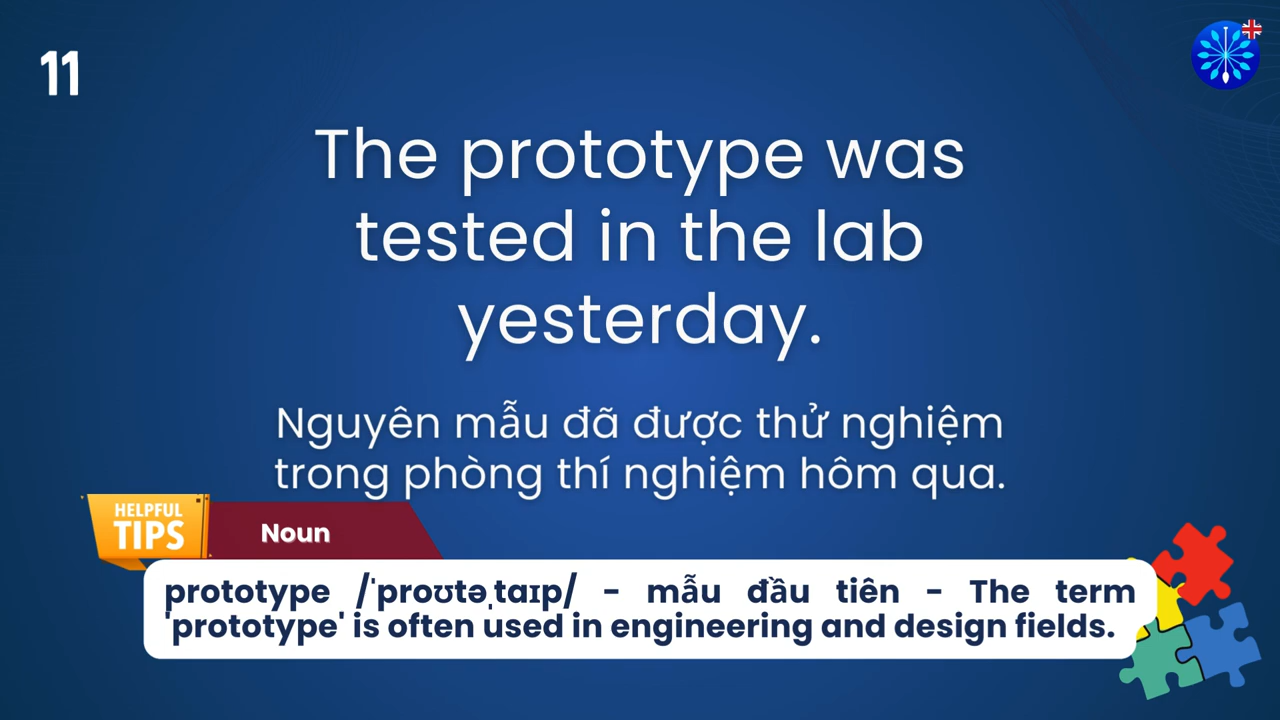 11
The prototype was
tested in the lab
yesterday.
Nguyên mẫu đã được thử nghiệm
trong phòng thí nghiệm hôm qua.
HELPFUL
TIPS
Noun
prototype /ˈproʊtəˌtaɪp/ - mẫu đầu tiên - The term
'prototype' is often used in engineering and design fields.